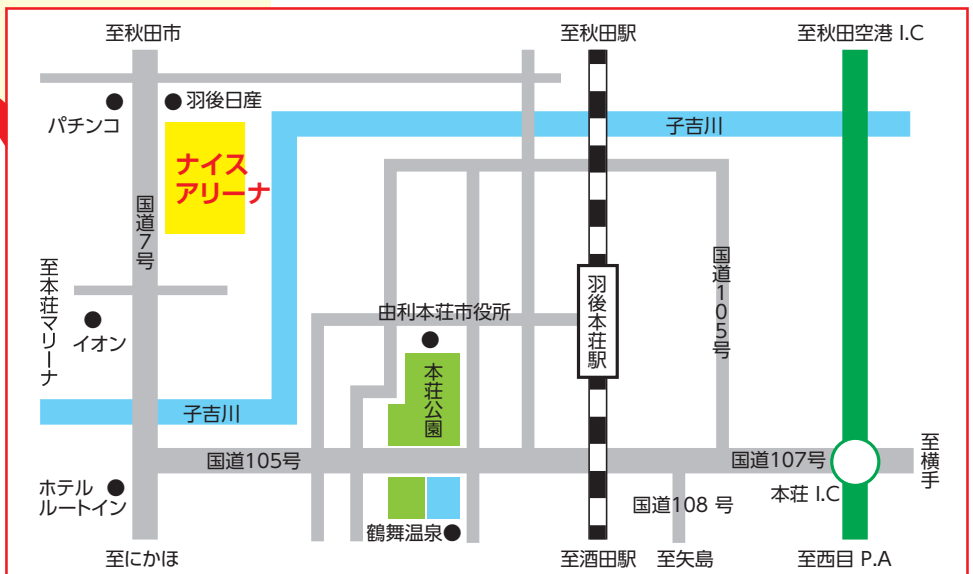 至秋田市
至秋田駅
至秋田空港 I.C
パチンコ
羽後日産
子吉川
ナイス
アリーナ
国道7号
至本荘マリーナ
イオン
由利本荘市役所
羽後本荘駅
国道105号
本荘公園
子吉川
国道105号
国道107号
至横手
ホテル
ルートイン
本荘 I.C
国道108 号
鶴舞温泉
至にかほ
至酒田駅
至矢島
至西目 P.A